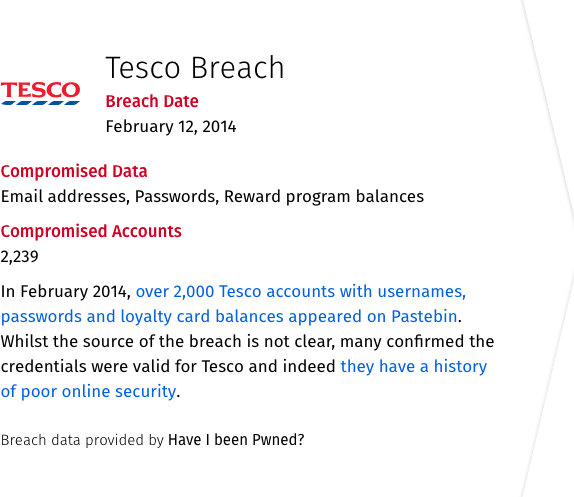 Tesco Breach
TESCO
Breach Date
February 12, 2014
Compromised Data
Email addresses, Passwords, Reward program balances
Compromised Accounts
2,239
In February 2014, over 2,000 Tesco accounts with usernames,
passwords and loyalty card balances appeared on Pastebin.
Whilst the source of the breach is not clear, many confirmed the
credentials were valid for Tesco and indeed they have a history
of poor online security.
Breach data provided by Have I been Pwned?